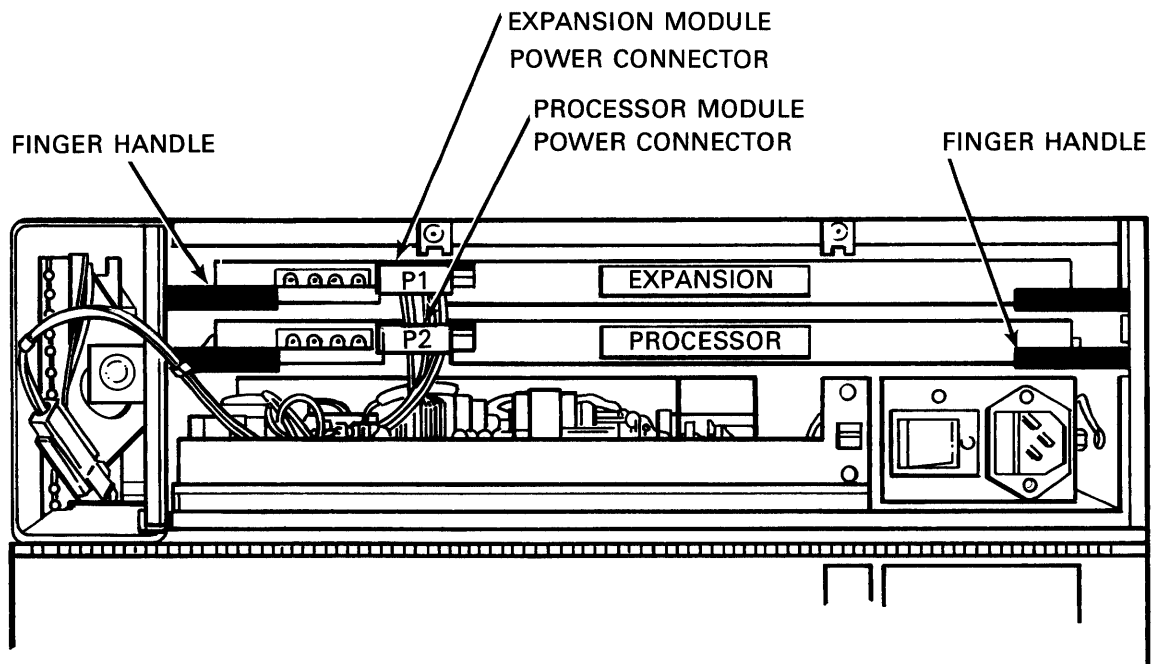 EXPANSION MODULE
POWER CONNECTOR
PROCESSOR MODULE
POWER CONNECTOR
FINGER HANDLE
FINGER HANDLE
P1
EXPANSION
P2
PROCESSOR